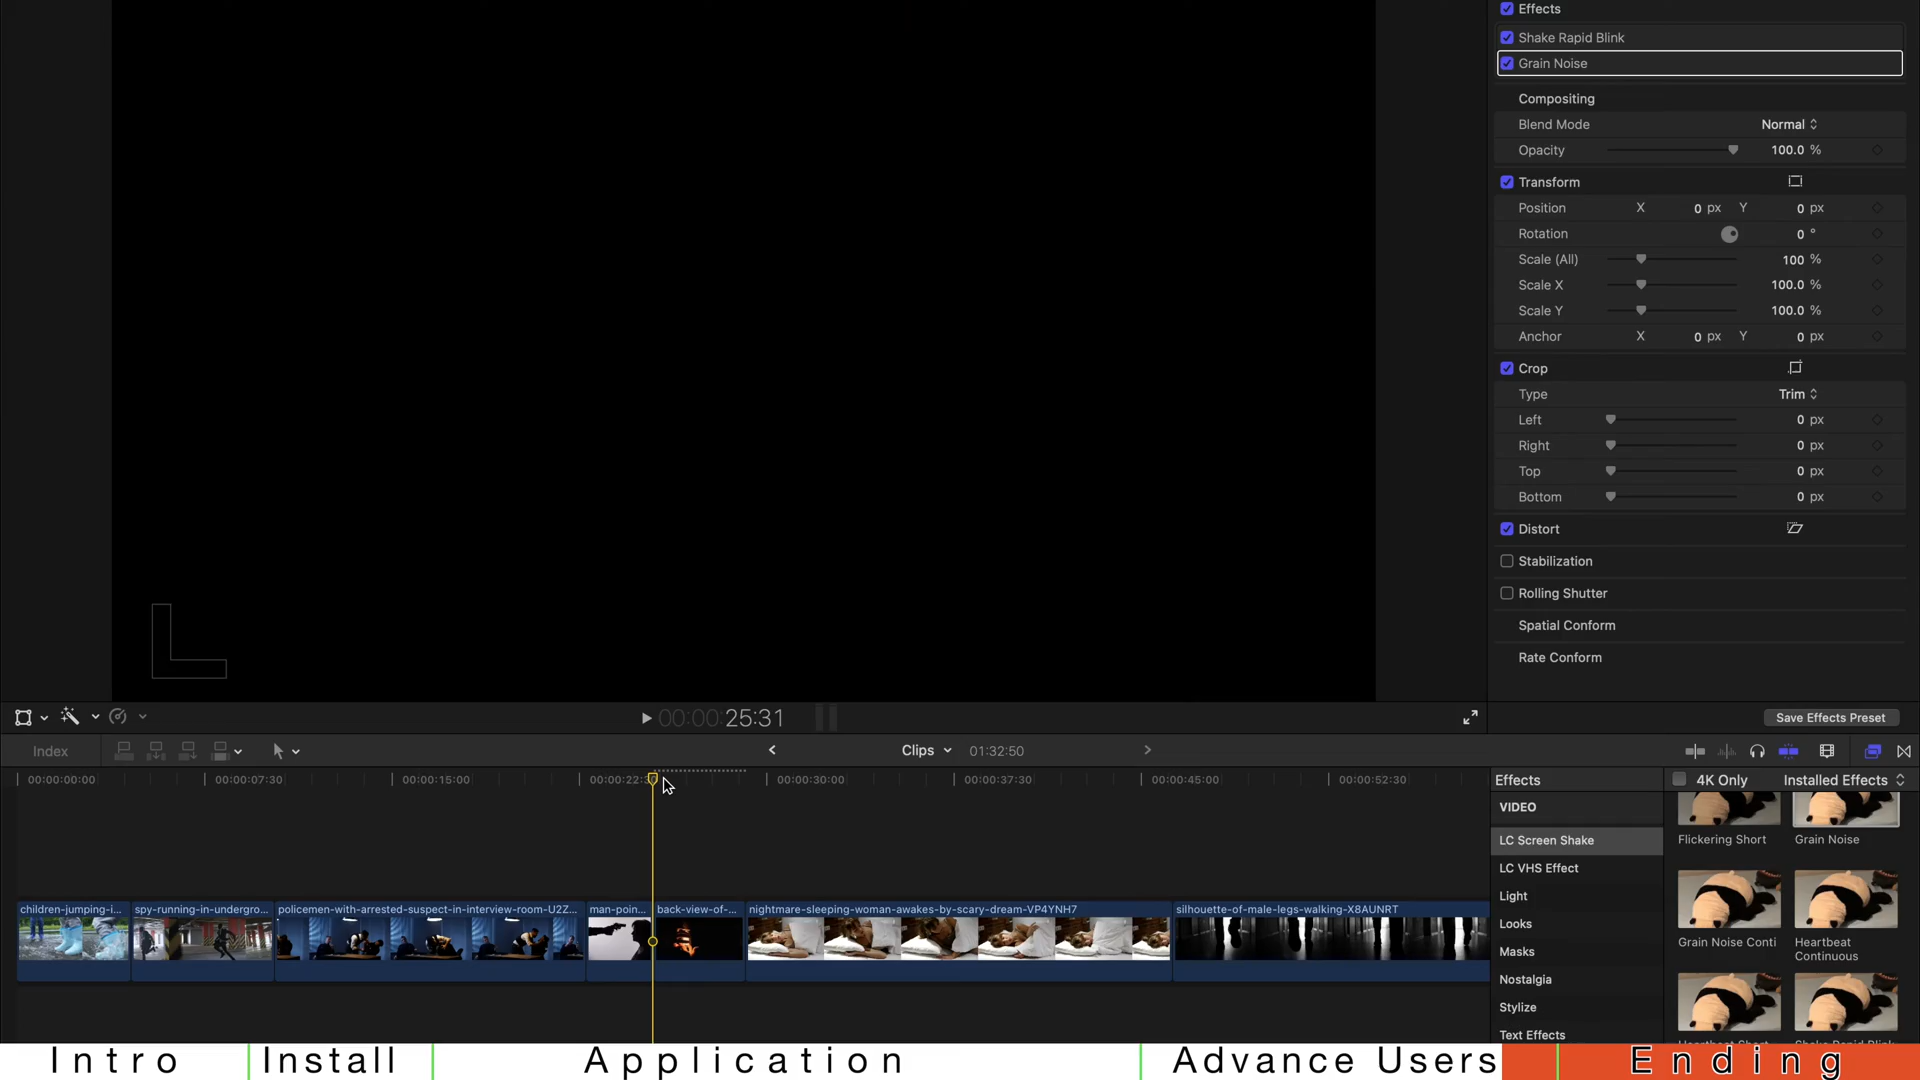 Effects
Shake Rapid Blink
Grain Noise
Compositing
Blend Mode Normal
Opacity 100.0 %
Transform
Position X 0 px Y 0 px
Rotation 0 °
Scale (All) 100 %
Scale X 100.0 %
Scale Y 100.0 %
Anchor X 0 px Y 0 px
Crop
Type Trim
Left 0 px
Right 0 px
Top 0 px
Bottom 0 px
Distort
Stabilization
Rolling Shutter
Spatial Conform
Rate Conform
00:00:25:31
Save Effects Preset
Index
Clips 01:32:50
00:00:00:00 00:00:07:30 00:00:15:00 00:00:22:30 00:00:30:00 00:00:37:30 00:00:45:00 00:00:52:30
Effects
4K Only Installed Effects
VIDEO
LC Screen Shake
LC VHS Effect
Light
Looks
Masks
Nostalgia
Stylize
Text Effects
Flickering Short Grain Noise
Grain Noise Conti Heartbeat
Continuous
children-jumping-i... spy-running-in-undergro... policemen-with-arrested-suspect-in-interview-room-U2Z... man-poin... back-view-of-... nightmare-sleeping-woman-awakes-by-scary-dream-VP4YNH7 silhouette-of-male-legs-walking-X8AUNRT
Intro Install Application Advance Users Ending